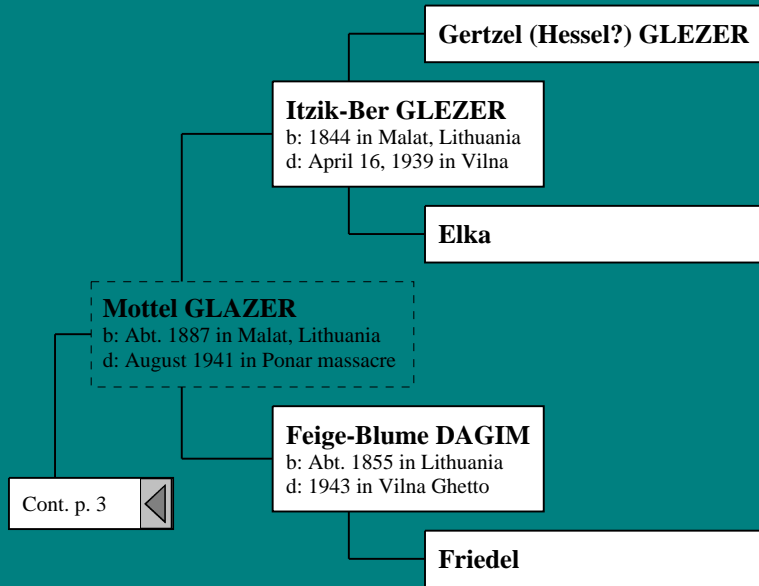 Gertzel (Hessel?) GLEZER
Itzik-Ber GLEZER
b: 1844 in Malat, Lithuania
d: April 16, 1939 in Vilna
Elka
Mottel GLAZER
b: Abt. 1887 in Malat, Lithuania
d: August 1941 in Ponar massacre
Feige-Blume DAGIM
b: Abt. 1855 in Lithuania
d: 1943 in Vilna Ghetto
Cont. p. 3
Friedel